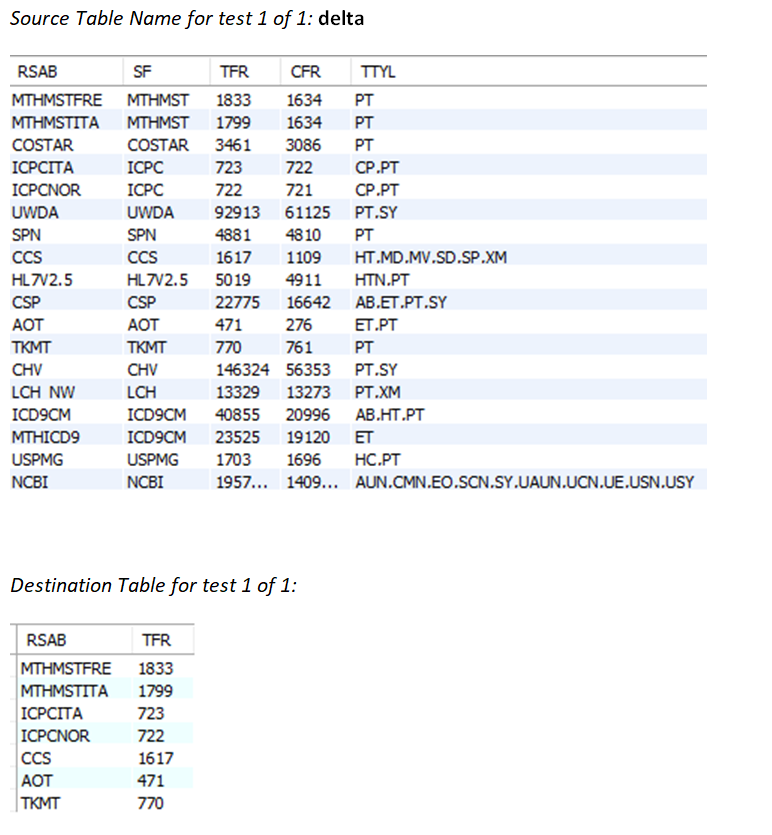 Source Table Name for test 1 of 1: delta
RSAB SF TFR CFR TTYL
MTHMSTFRE MTHMST 1833 1634 PT
MTHMSTITA MTHMST 1799 1634 PT
COSTAR COSTAR 3461 3086 PT
ICPCITA ICPC 723 722 CP.PT
ICPCNOR ICPC 722 721 CP.PT
UWDA UWDA 92913 61125 PT.SY
SPN SPN 4881 4810 PT
CCS CCS 1617 1109 HT.MD.MV.SD.SP.XM
HL7V2.5 HL7V2.5 5019 4911 HTN.PT
CSP CSP 22775 16642 AB.ET.PT.SY
AOT AOT 471 276 ET.PT
TKMT TKMT 770 761 PT
CHV CHV 146324 56353 PT.SY
LCH NW LCH 13329 13273 PT.XM
ICD9CM ICD9CM 40855 20996 AB.HT.PT
MTHICD9 ICD9CM 23525 19120 ET
USPMG USPMG 1703 1696 HC.PT
NCBI NCBI 1957... 1409... AUN.CMN.EO.SCN.SY.UAUN.UCN.UE.USN.USY
Destination Table for test 1 of 1:
RSAB TFR
MTHMSTFRE 1833
MTHMSTITA 1799
ICPCITA 723
ICPCNOR 722
CCS 1617
AOT 471
TKMT 770